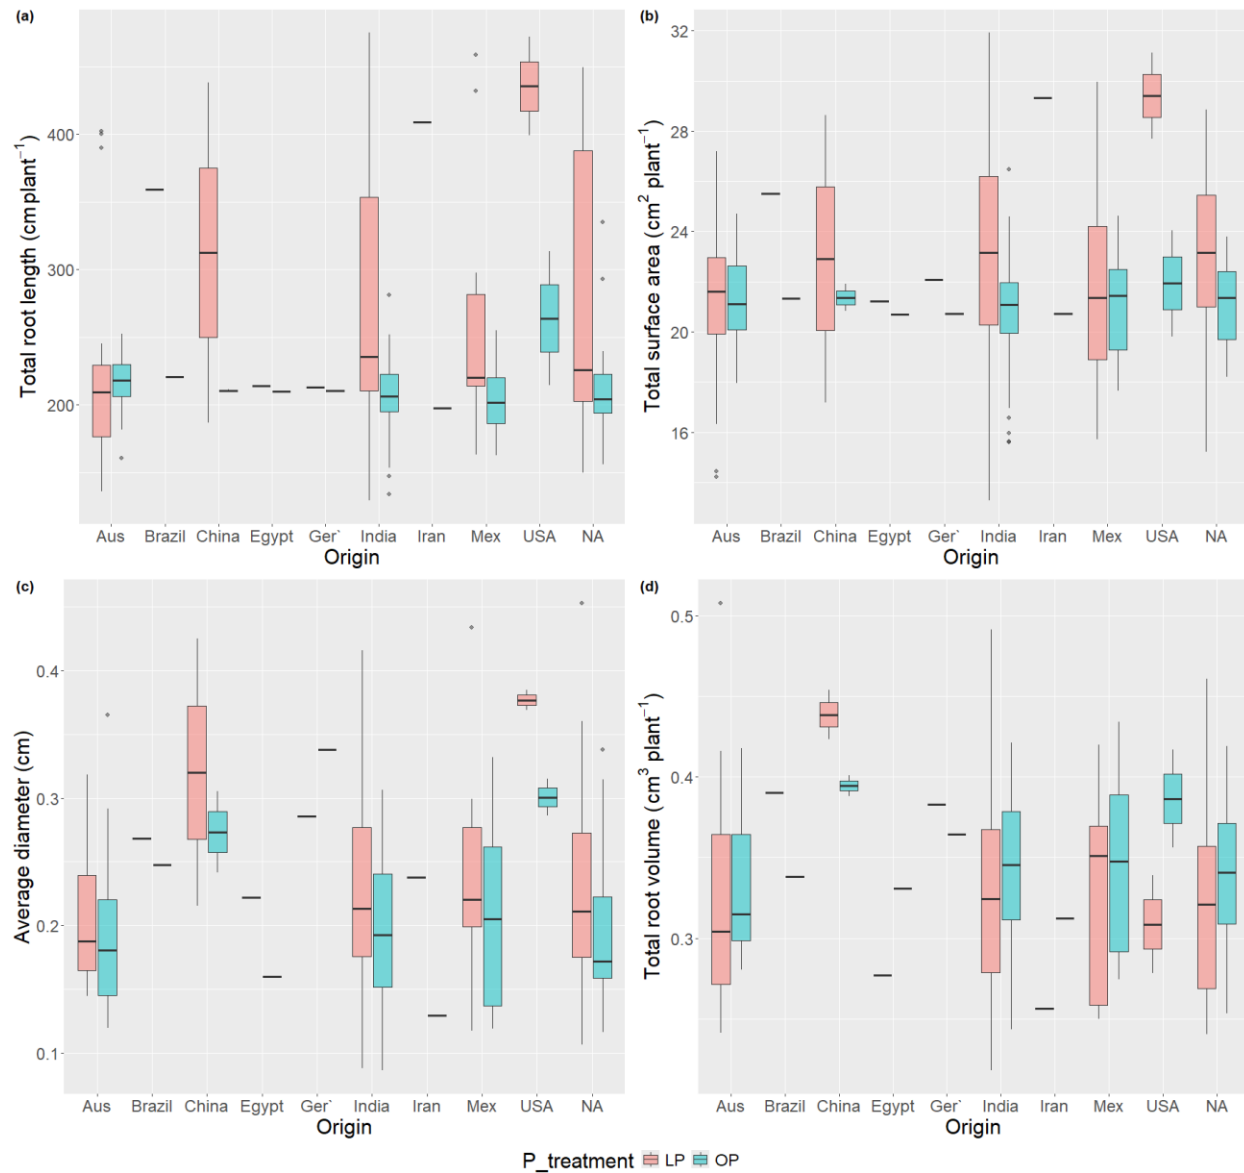 (a)
Total root length (cm plant⁻¹)
400
300
200
Aus Brazil China Egypt Ger` India Iran Mex USA NA
Origin
(b)
Total surface area (cm² plant⁻¹)
32
28
24
20
16
Aus Brazil China Egypt Ger` India Iran Mex USA NA
Origin
(c)
Average diameter (cm)
0.4
0.3
0.2
0.1
Aus Brazil China Egypt Ger` India Iran Mex USA NA
Origin
(d)
Total root volume (cm³ plant⁻¹)
0.5
0.4
0.3
Aus Brazil China Egypt Ger` India Iran Mex USA NA
Origin
P_treatment LP OP